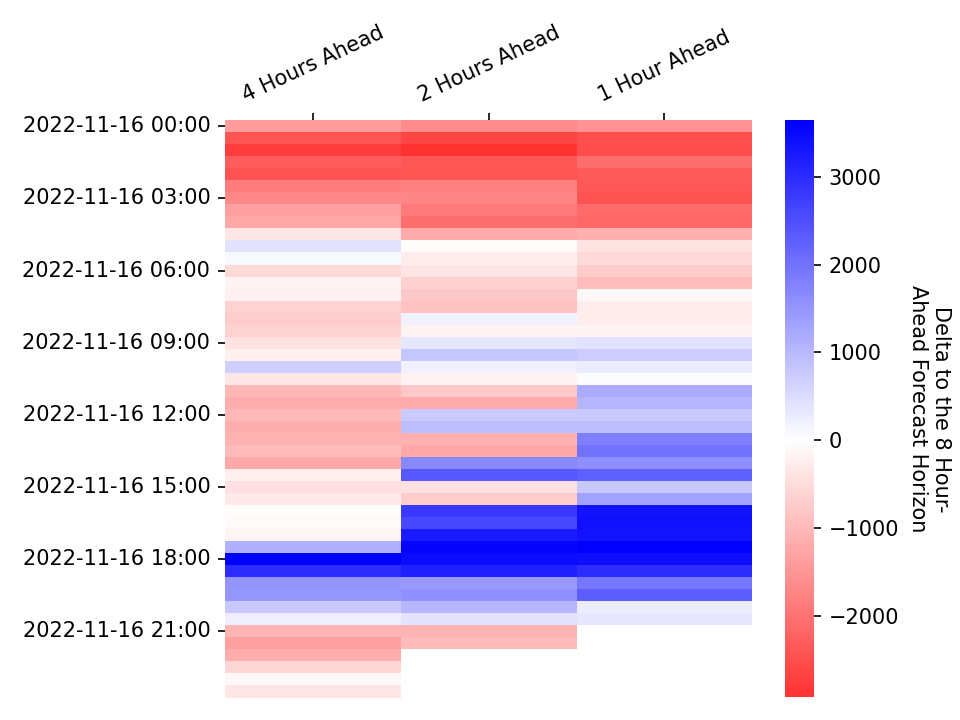 4 Hours Ahead
2 Hours Ahead
1 Hour Ahead
2022-11-16 00:00
2022-11-16 03:00
2022-11-16 06:00
2022-11-16 09:00
2022-11-16 12:00
2022-11-16 15:00
2022-11-16 18:00
2022-11-16 21:00
3000
2000
1000
0
−1000
−2000
Delta to the 8 Hour-
Ahead Forecast Horizon